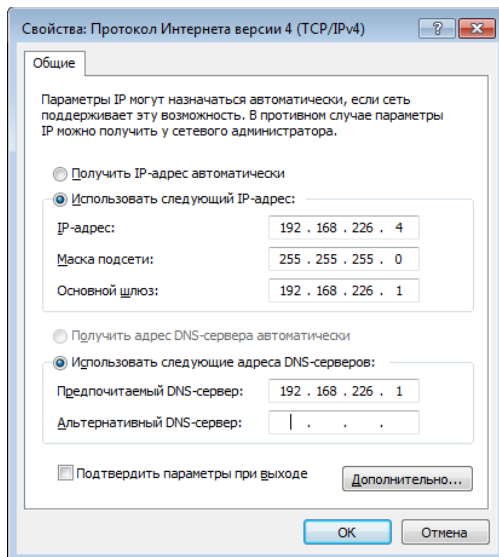 Свойства: Протокол Интернета версии 4 (TCP/IPv4)
Общие
Параметры IP могут назначаться автоматически, если сеть
поддерживает эту возможность. В противном случае параметры
IP можно получить у сетевого администратора.
Получить IP-адрес автоматически
Использовать следующий IP-адрес:
IP-адрес: 192 . 168 . 226 . 4
Маска подсети: 255 . 255 . 255 . 0
Основной шлюз: 192 . 168 . 226 . 1
Получить адрес DNS-сервера автоматически
Использовать следующие адреса DNS-серверов:
Предпочитаемый DNS-сервер: 192 . 168 . 226 . 1
Альтернативный DNS-сервер: . . .
Подтвердить параметры при выходе
Дополнительно...
ОК Отмена